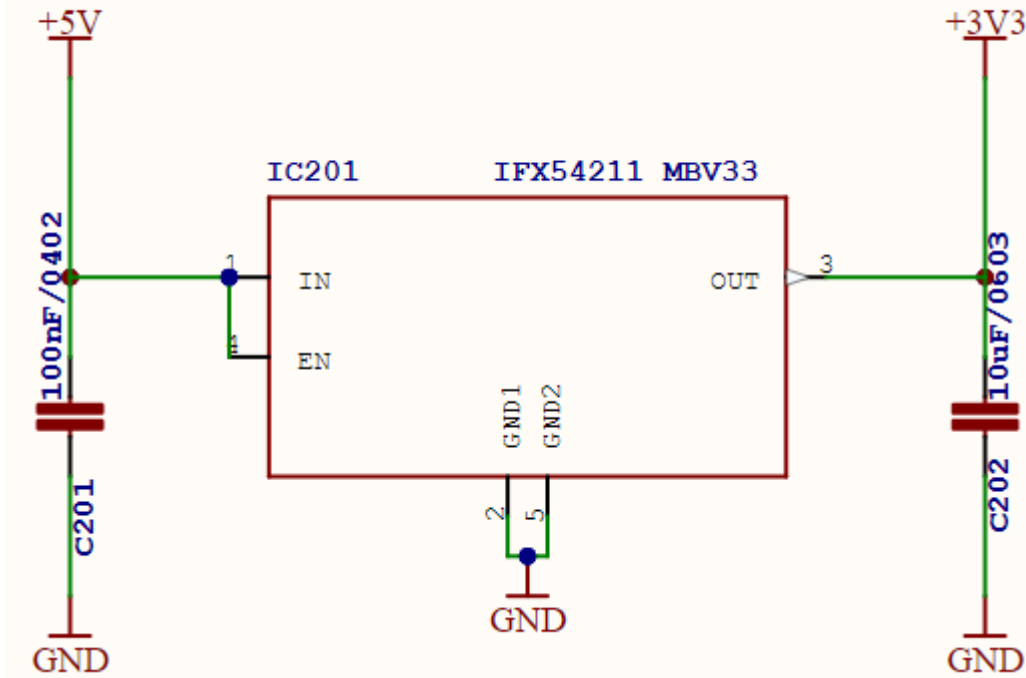 +5V
+3V3
IC201
IFX54211 MBV33
100nF/0402
10uF/0603
1
IN
OUT
3
EN
GND1
GND2
2
5
C201
C202
GND
GND
GND